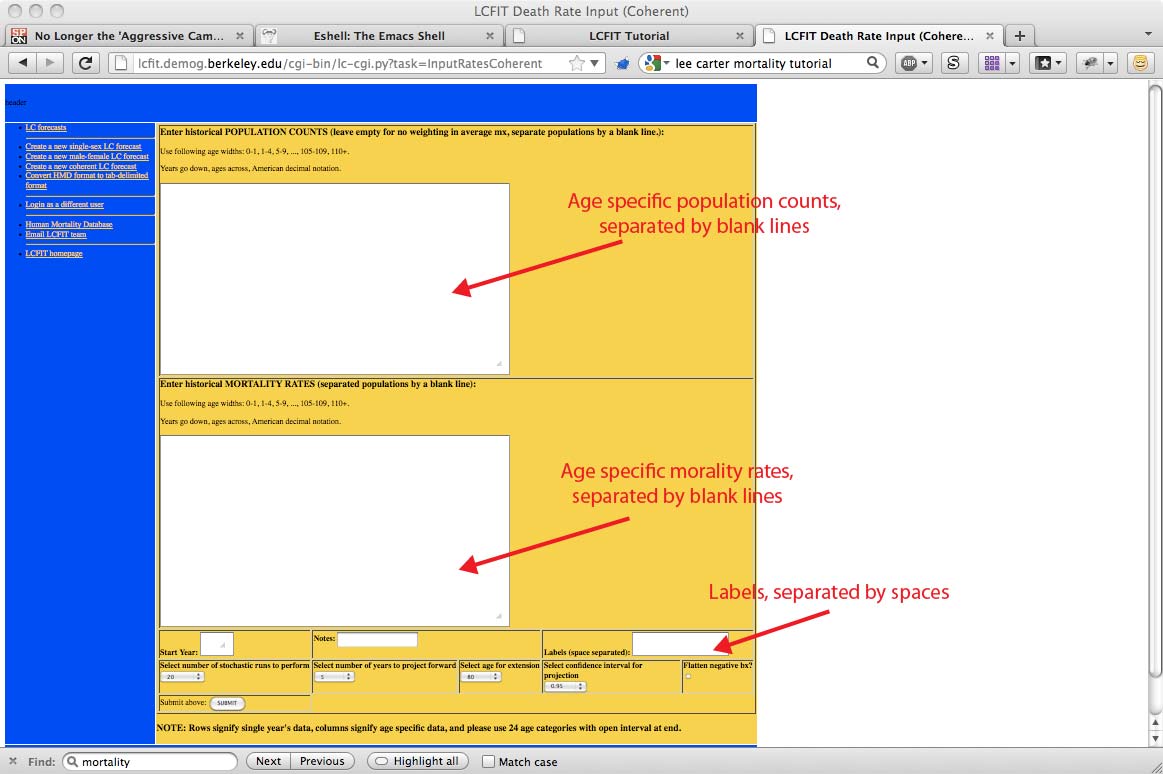 LCFIT Death Rate Input (Coherent)
No Longer the 'Aggressive Cam...
Eshell: The Emacs Shell
LCFIT Tutorial
LCFIT Death Rate Input (Cohere...
lcfit.demog.berkeley.edu/cgi-bin/lc-cgi.py?task=InputRatesCoherent
lee carter mortality tutorial
ABP
S
header
LC forecasts
Create a new single-sex LC forecast
Create a new male-female LC forecast
Create a new coherent LC forecast
Convert HMD format to tab-delimited
format
Login as a different user
Human Mortality Database
Email LCFIT team
LCFIT homepage
Enter historical POPULATION COUNTS (leave empty for no weighting in average mx, separate populations by a blank line.):
Use following age widths: 0-1, 1-4, 5-9, ..., 105-109, 110+.
Years go down, ages across, American decimal notation.
Age specific population counts,
separated by blank lines
Enter historical MORTALITY RATES (separated populations by a blank line):
Use following age widths: 0-1, 1-4, 5-9, ..., 105-109, 110+.
Years go down, ages across, American decimal notation.
Age specific morality rates,
separated by blank lines
Labels, separated by spaces
Start Year:
Notes:
Labels (space separated):
Select number of stochastic runs to perform
20
Select number of years to project forward
5
Select age for extension
80
Select confidence interval for
projection
0.95
Flatten negative bx?
Submit above: SUBMIT
NOTE: Rows signify single year's data, columns signify age specific data, and please use 24 age categories with open interval at end.
Find: mortality
Next
Previous
Highlight all
Match case